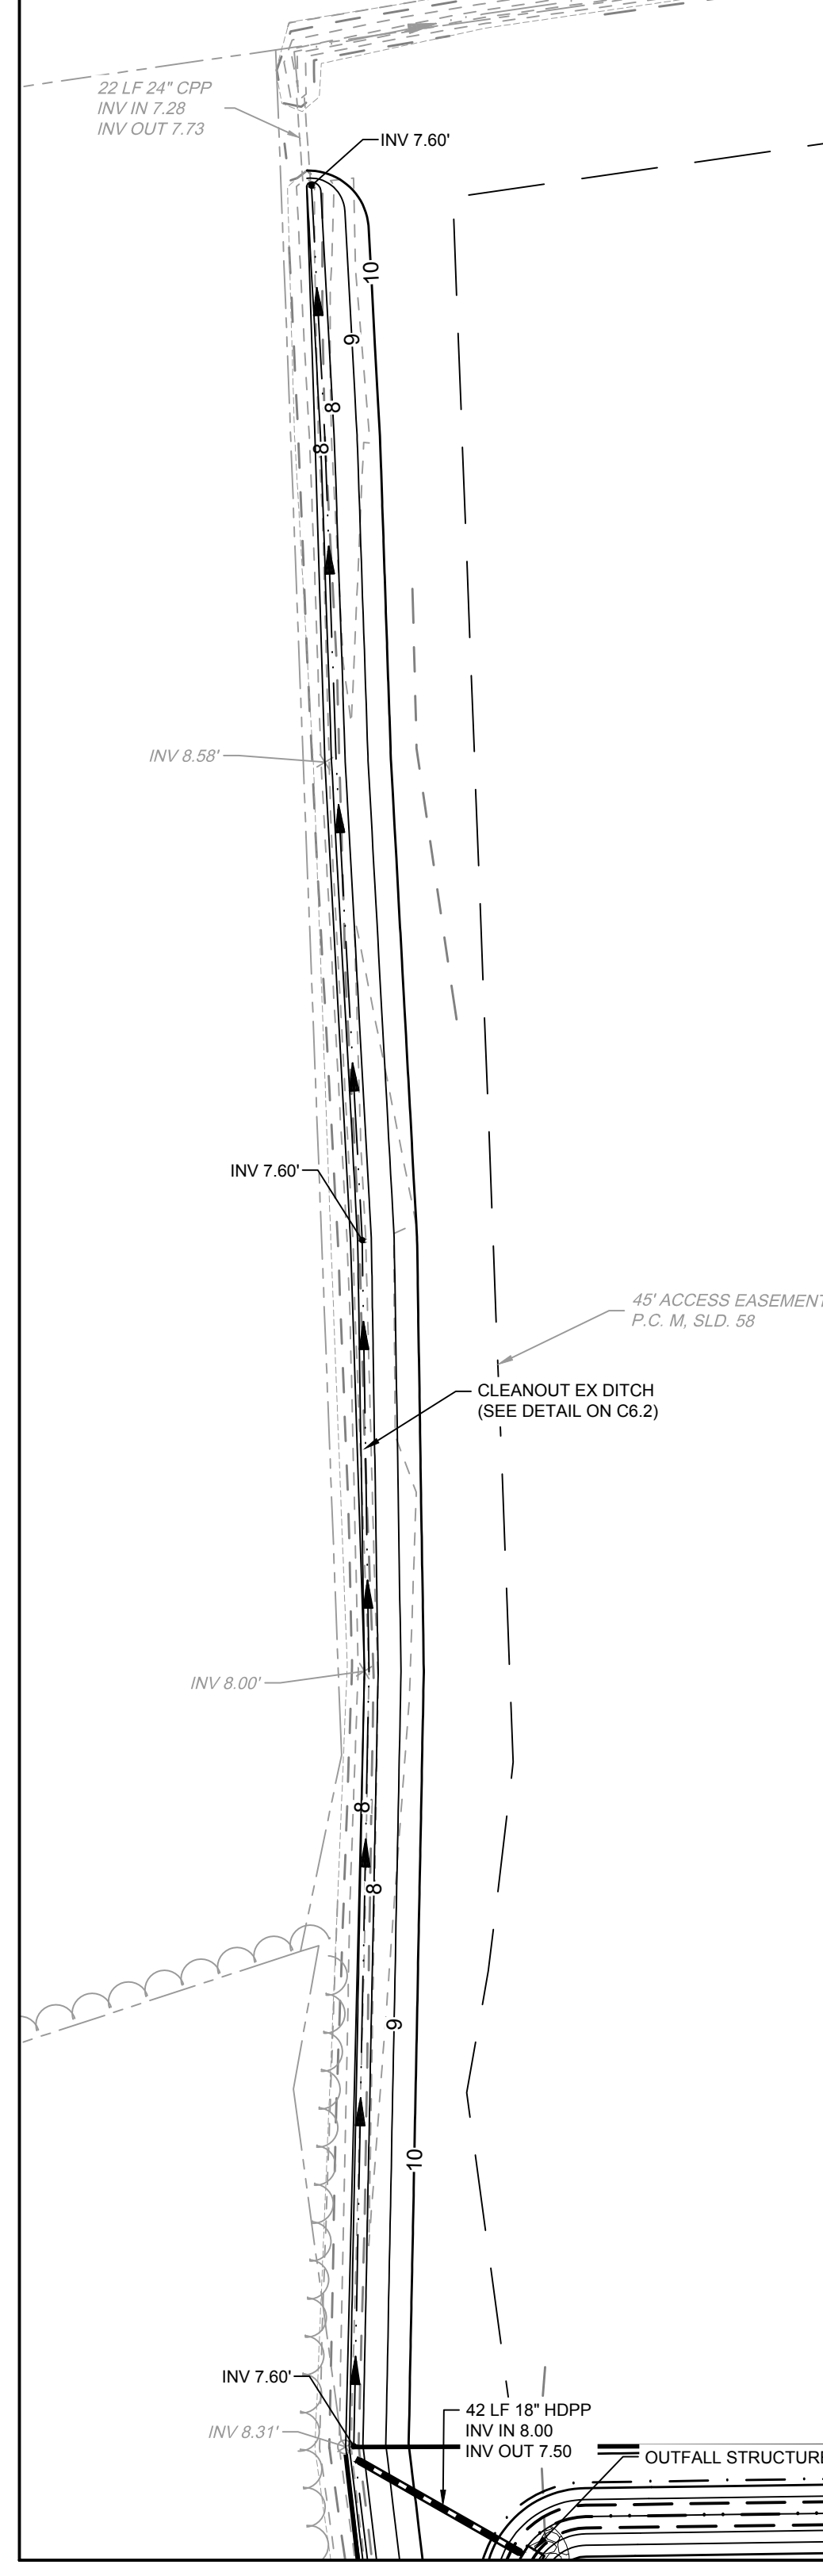 22 LF 24" CPP
INV IN 7.28
INV OUT 7.73
INV 7.60'
10
9
8
8
INV 8.58'
INV 7.60'
45' ACCESS EASEMENT
P.C. M, SLD. 58
CLEANOUT EX DITCH
(SEE DETAIL ON C6.2)
INV 8.00'
8
8
9
10
INV 7.60'
42 LF 18" HDPP
INV IN 8.00
INV OUT 7.50
INV 8.31'
OUTFALL STRUCTURE